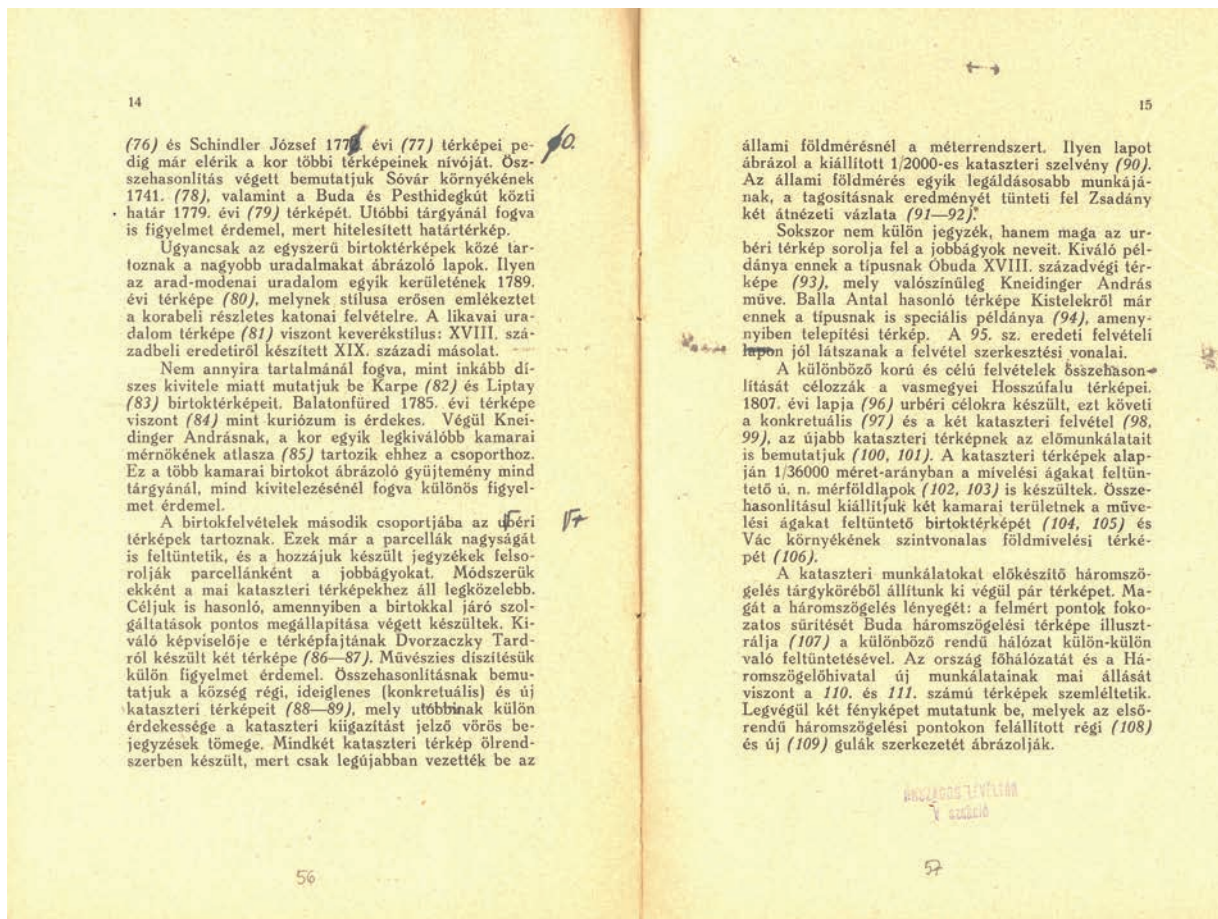 14
(76) és Schindler József 177 évi (77) térképei pe-
dig már elérik a kor többi térképeinek nívóját. Ösz-
szehasonlítás végett bemutatjuk Sóvár környékének
1741. (78), valamint a Buda és Pesthidegkút közti
határ 1779. évi (79) térképét. Utóbbi tárgyánál fogva
is figyelmet érdemel, mert hitelesített határtérkép.
Ugyancsak az egyszerű birtoktérképek közé tar-
toznak a nagyobb uradalmakat ábrázoló lapok. Ilyen
az arad-modenai uradalom egyik kerületének 1789.
évi térképe (80), melynek stílusa erősen emlékeztet
a korabeli részletes katonai felvételre. A likavai ura-
dalom térképe (81) viszont keverékstílus: XVIII. szá-
zadbeli eredetiről készített XIX. századi másolat.
Nem annyira tartalmánál fogva, mint inkább dí-
szes kivitele miatt mutatjuk be Karpe (82) és Liptay
(83) birtoktérképeit. Balatonfüred 1785. évi térképe
viszont (84) mint kuriózum is érdekes. Végül Knei-
dinger Andrásnak, a kor egyik legkiválóbb kamarai
mérnökének atlasza (85) tartozik ehhez a csoporthoz.
Ez a több kamarai birtokot ábrázoló gyüjtemény mind
tárgyánál, mind kivitelezésénél fogva különös figyel-
met érdemel.
A birtokfelvételek második csoportjába az ubéri
térképek tartoznak. Ezek már a parcellák nagyságát
is feltüntetik, és a hozzájuk készült jegyzékek felso-
rolják parcellánként a jobbágyokat. Módszerük
ekként a mai kataszteri térképekhez áll legközelebb.
Céljuk is hasonló, amennyiben a birtokkal járó szol-
gáltatások pontos megállapítása végett készültek. Ki-
váló képviselője e térképfajtának Dvorzaczky Tard-
ról készült két térképe (86—87). Művészies díszítésük
külön figyelmet érdemel. Összehasonlításnak bemu-
tatjuk a község régi, ideiglenes (konkretuális) és új
kataszteri térképeit (88—89), mely utóbbinak külön
érdekessége a kataszteri kiigazítást jelző vörös be-
jegyzések tömege. Mindkét kataszteri térkép ölrend-
szerben készült, mert csak legújabban vezették be az
56
15
állami földmérésnél a méterrendszert. Ilyen lapot
ábrázol a kiállított 1/2000-es kataszteri szelvény (90).
Az állami földmérés egyik legáldásosabb munkájá-
nak, a tagosításnak eredményét tünteti fel Zsadány
két átnézeti vázlata (91—92).
Sokszor nem külön jegyzék, hanem maga az ur-
béri térkép sorolja fel a jobbágyok neveit. Kiváló pél-
dánya ennek a típusnak Óbuda XVIII. századvégi tér-
képe (93), mely valószínűleg Kneidinger András
műve. Balla Antal hasonló térképe Kistelekről már
ennek a típusnak is speciális példánya (94), ameny-
nyiben telepítési térkép. A 95. sz. eredeti felvételi
lapon jól látszanak a felvétel szerkesztési vonalai.
A különböző korú és célú felvételek összehason-
lítását célozzák a vasmegyei Hosszúfalu térképei.
1807. évi lapja (96) urbéri célokra készült, ezt követi
a konkretuális (97) és a két kataszteri felvétel (98,
99), az újabb kataszteri térképnek az előmunkálatait
is bemutatjuk (100, 101). A kataszteri térképek alap-
ján 1/36000 méret-arányban a mívelési ágakat feltün-
tető ú. n. mérföldlapok (102, 103) is készültek. Össze-
hasonlításul kiállítjuk két kamarai területnek a műve-
lési ágakat feltüntető birtoktérképét (104, 105) és
Vác környékének szintvonalas földmívelési térké-
pét (106).
A kataszteri munkálatokat előkészítő háromszö-
gelés tárgyköréből állítunk ki végül pár térképet. Ma-
gát a háromszögelés lényegét: a felmért pontok foko-
zatos sűrítését Buda háromszögelési térképe illuszt-
rálja (107) a különböző rendű hálózat külön-külön
való feltüntetésével. Az ország főhálózatát és a Há-
romszögelőhivatal új munkálatainak mai állását
viszont a 110. és 111. számú térképek szemléltetik.
Legvégül két fényképet mutatunk be, melyek az első-
rendű háromszögelési pontokon felállított régi (108)
és új (109) gulák szerkezetét ábrázolják.
57